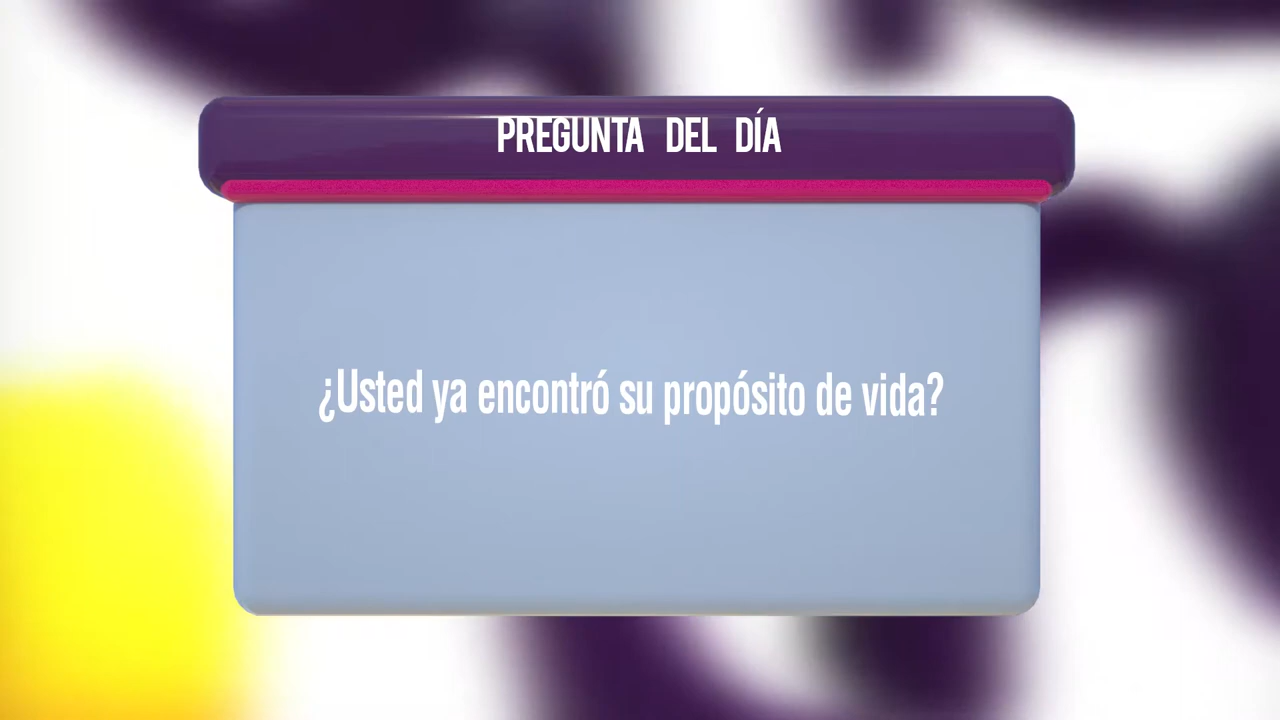 PREGUNTA DEL DÍA
¿Usted ya encontró su propósito de vida?